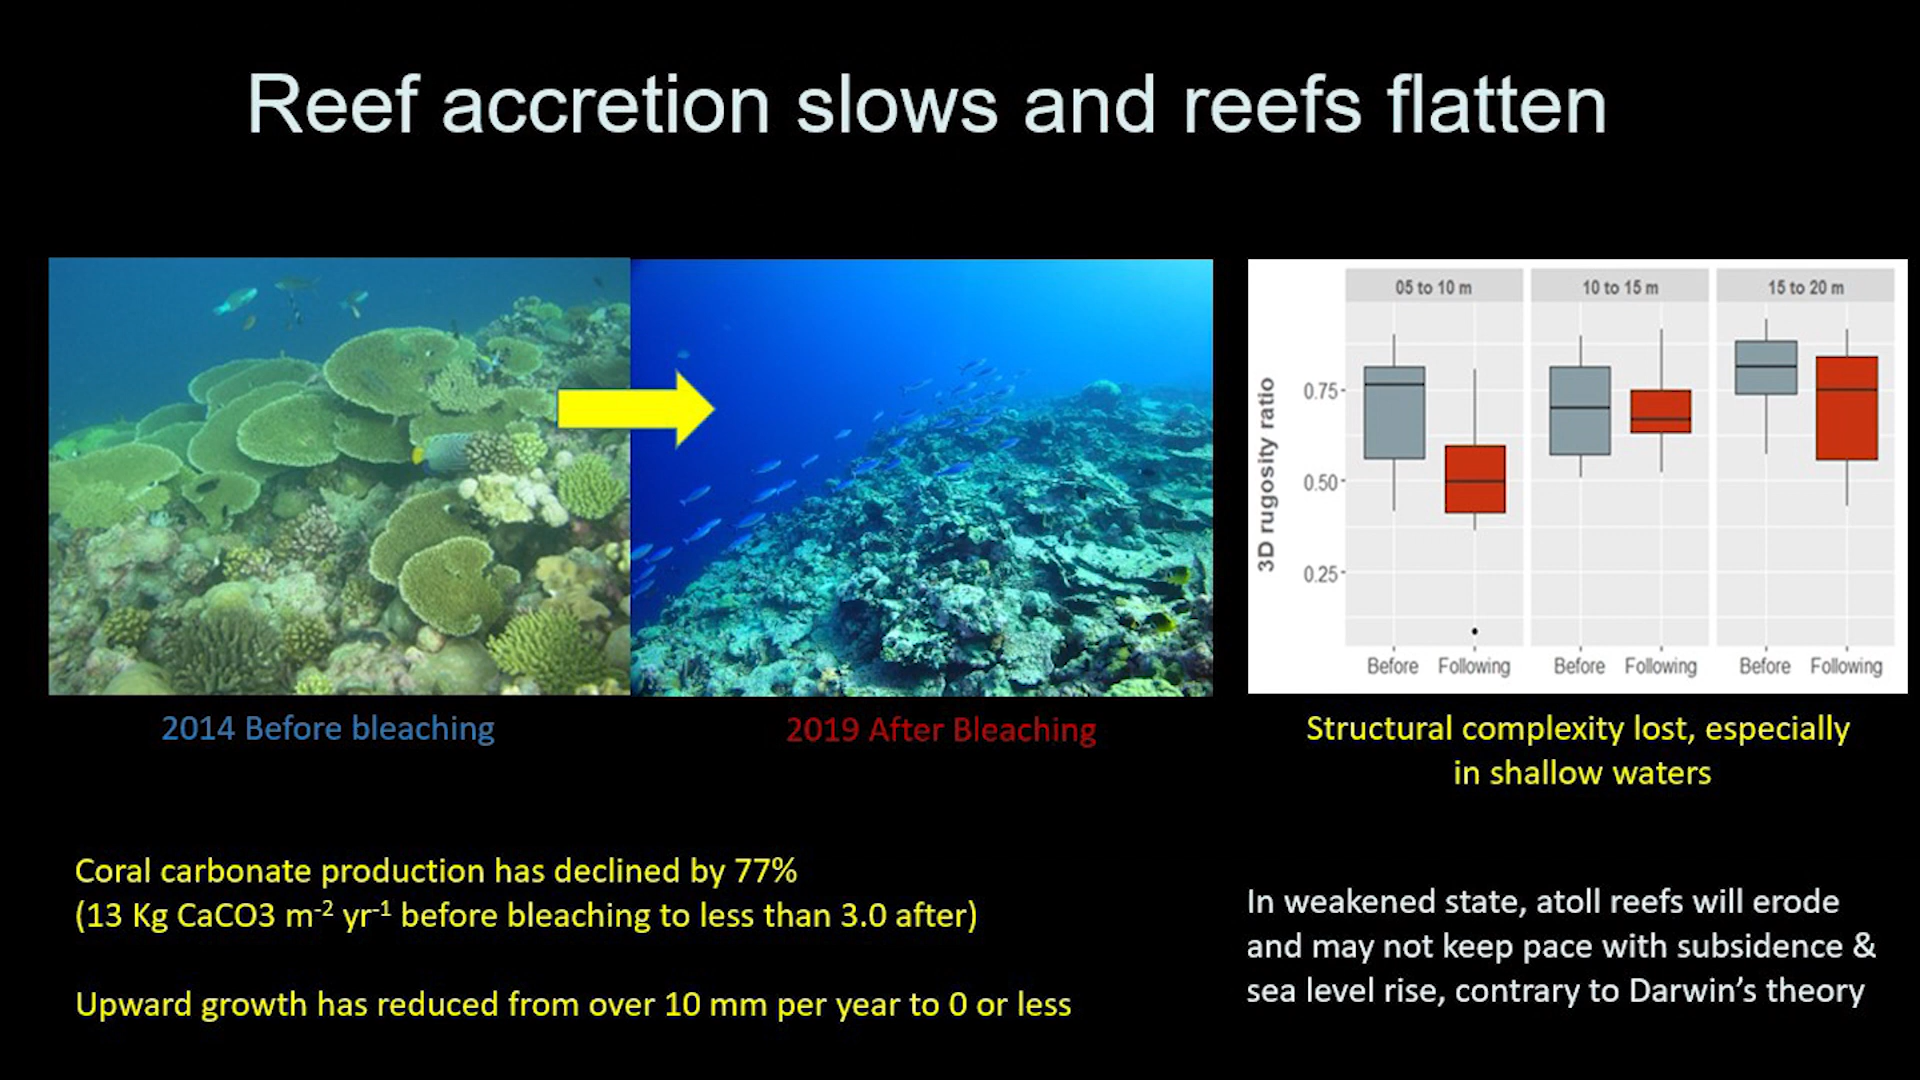 Reef accretion slows and reefs flatten
05 to 10 m
10 to 15 m
15 to 20 m
3D rugosity ratio
0.75
0.50
0.25
Before Following
Before Following
Before Following
2014 Before bleaching
2019 After Bleaching
Structural complexity lost, especially
in shallow waters
Coral carbonate production has declined by 77%
(13 Kg CaCO3 m⁻² yr⁻¹ before bleaching to less than 3.0 after)
Upward growth has reduced from over 10 mm per year to 0 or less
In weakened state, atoll reefs will erode
and may not keep pace with subsidence &
sea level rise, contrary to Darwin’s theory